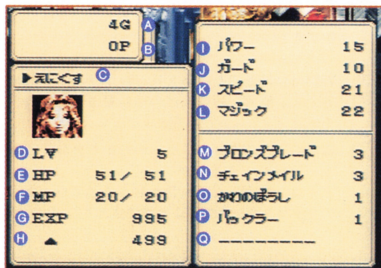 4G A
0P B
▶えにくす C
D LV 5
E HP 51/ 51
F MP 20/ 20
G EXP 995
H ▲ 499
I パワー 15
J ガード 10
K スピード 21
L マジック 22
M ブロンズブレード 3
N チェインメイル 3
O かわのぼうし 1
P バックラー 1
Q --------